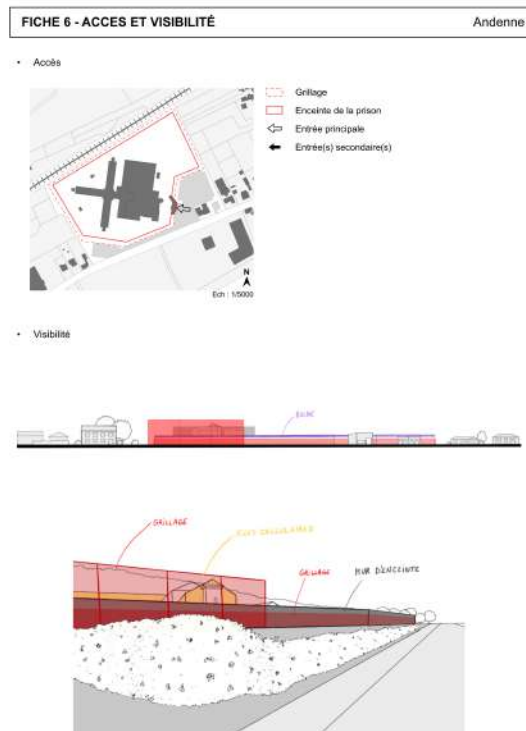 FICHE 6 - ACCES ET VISIBILITÉ
Andenne
• Accès
Grillage
Enceinte de la prison
Entrée principale
Entrée(s) secondaire(s)
N
Ech : 1/5000
• Visibilité
GRILLAGE
GRILLAGE
MUR D'ENCEINTE